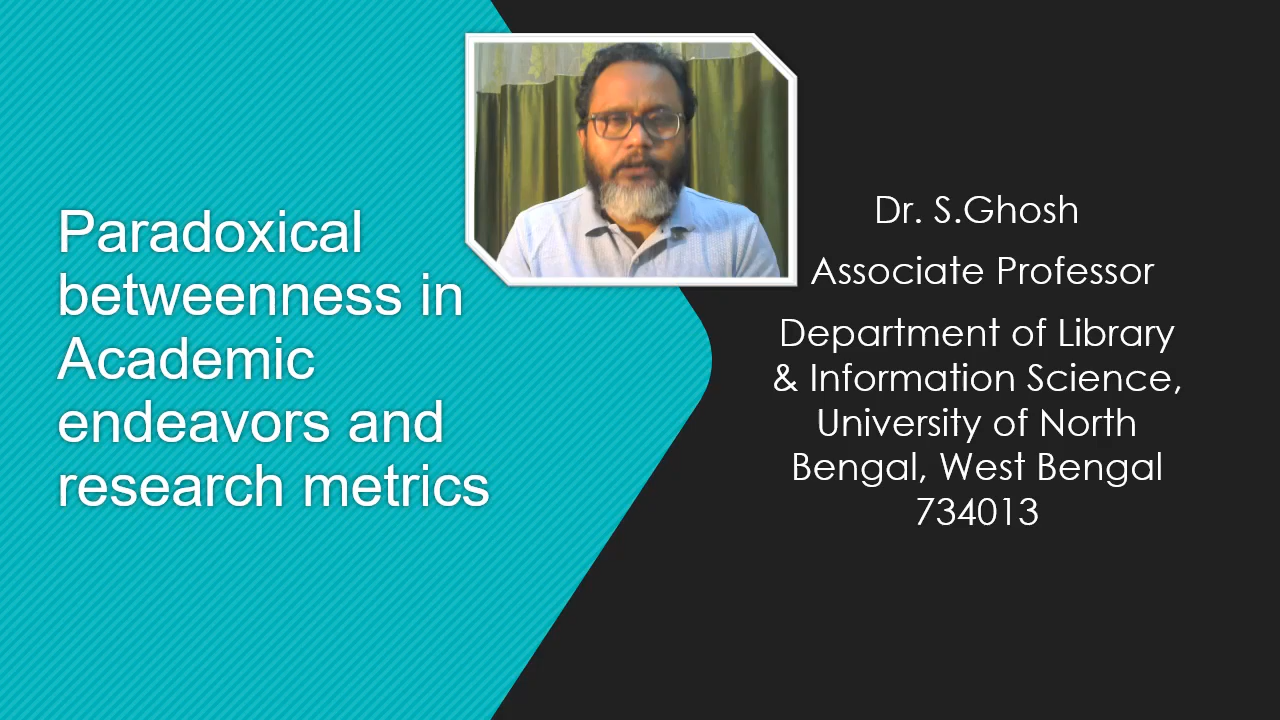 Paradoxical
betweenness in
Academic
endeavors and
research metrics
Dr. S.Ghosh
Associate Professor
Department of Library
& Information Science,
University of North
Bengal, West Bengal
734013